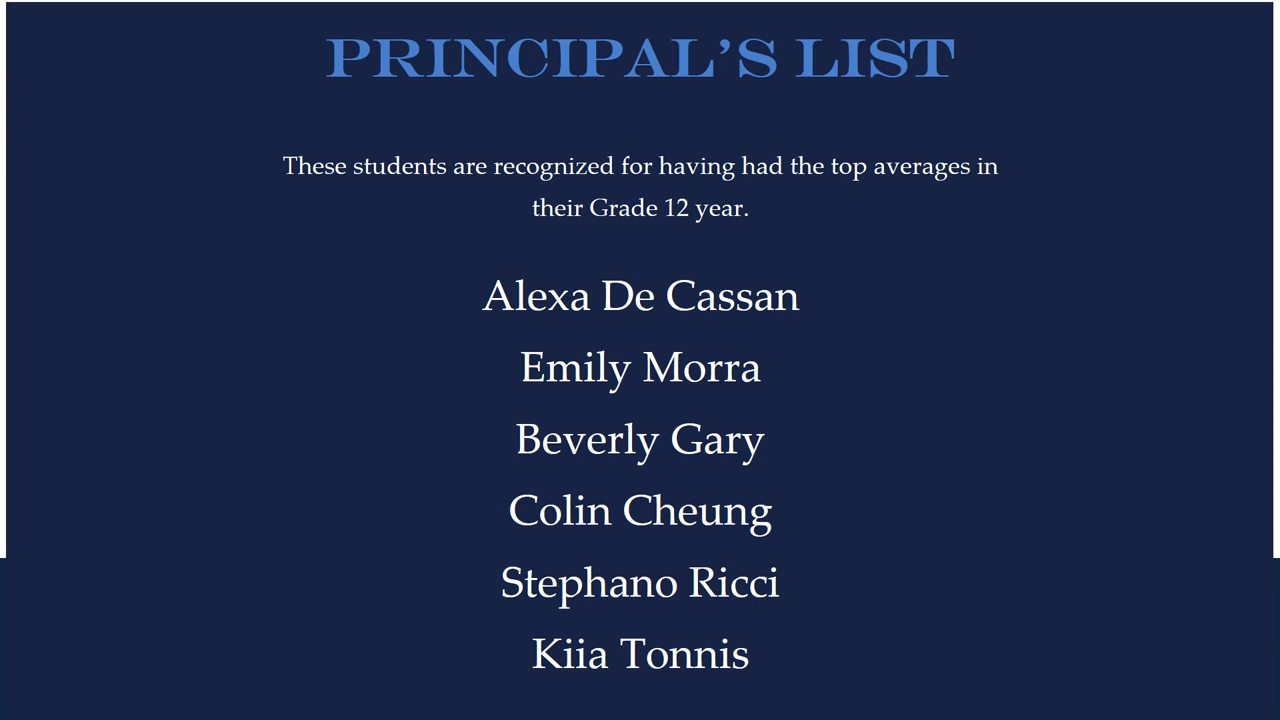 PRINCIPAL'S LIST
These students are recognized for having had the top averages in
their Grade 12 year.
Alexa De Cassan
Emily Morra
Beverly Gary
Colin Cheung
Stephano Ricci
Kiia Tonnis